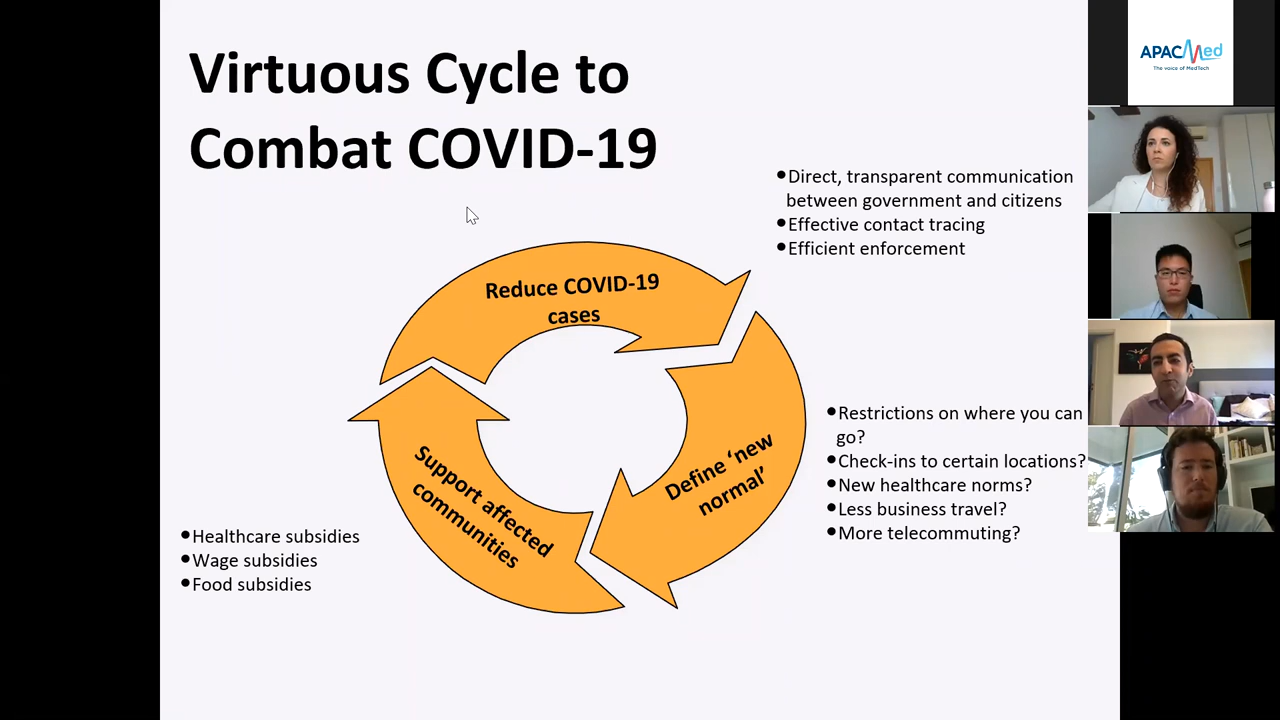 Virtuous Cycle to
Combat COVID-19
•Direct, transparent communication
between government and citizens
•Effective contact tracing
•Efficient enforcement
Reduce COVID-19
cases
Define ‘new
normal’
•Restrictions on where you can
go?
•Check-ins to certain locations?
•New healthcare norms?
•Less business travel?
•More telecommuting?
Support affected
communities
•Healthcare subsidies
•Wage subsidies
•Food subsidies
APACMed
The voice of MedTech